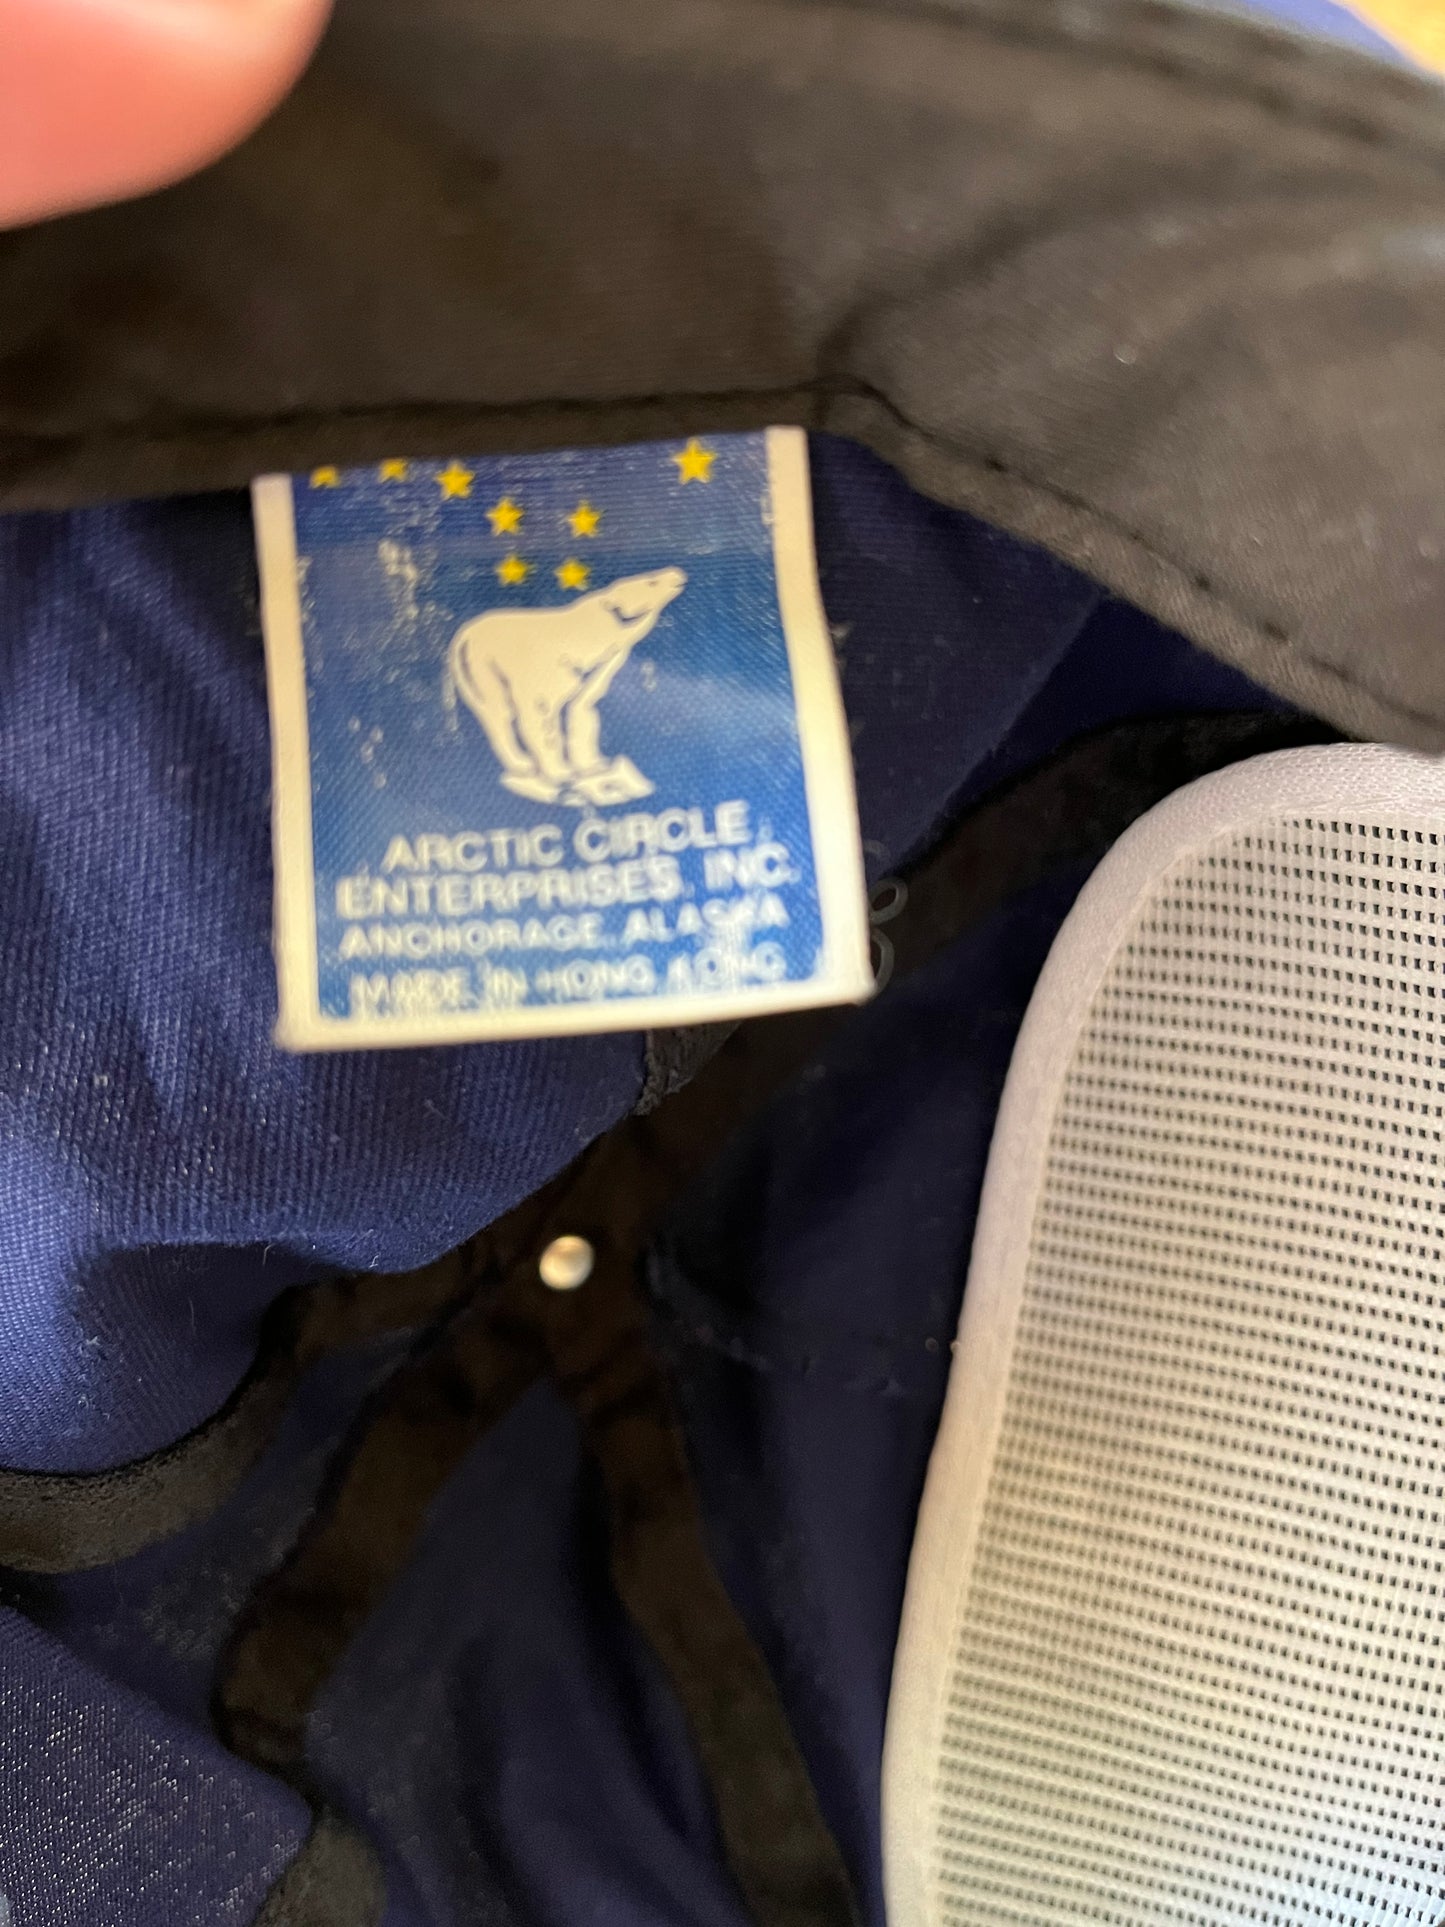 ARCTIC CIRCLE
ENTERPRISES, INC.
ANCHORAGE, ALASKA
MADE IN HONG KONG